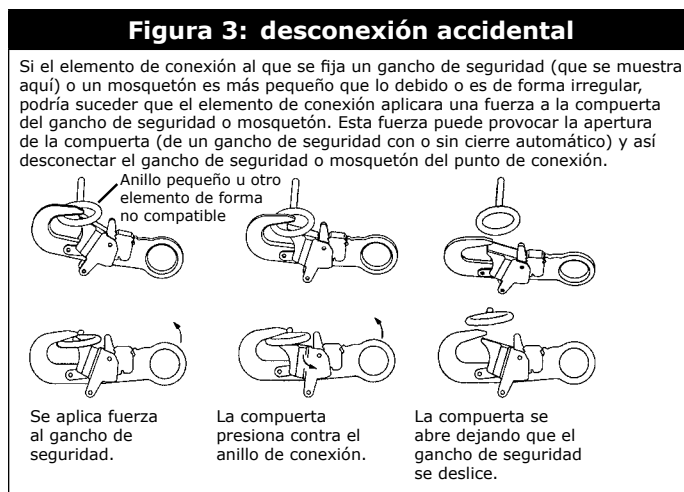 Figura 3: desconexión accidental
Si el elemento de conexión al que se fija un gancho de seguridad (que se muestra
aquí) o un mosquetón es más pequeño que lo debido o es de forma irregular,
podría suceder que el elemento de conexión aplicara una fuerza a la compuerta
del gancho de seguridad o mosquetón. Esta fuerza puede provocar la apertura
de la compuerta (de un gancho de seguridad con o sin cierre automático) y así
desconectar el gancho de seguridad o mosquetón del punto de conexión.
Anillo pequeño u otro
elemento de forma
no compatible
Se aplica fuerza
al gancho de
seguridad.
La compuerta
presiona contra el
anillo de conexión.
La compuerta se
abre dejando que el
gancho de seguridad
se deslice.